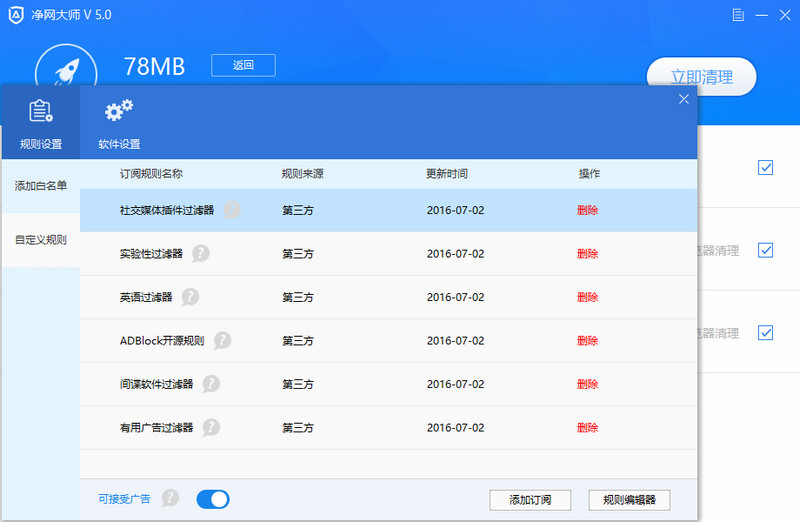 净网大师 V 5.0
78MB
返回
立即清理
规则设置
软件设置
添加白名单
自定义规则
订阅规则名称 规则来源 更新时间 操作
社交媒体插件过滤器 ? 第三方 2016-07-02 删除
实验性过滤器 ? 第三方 2016-07-02 删除
英语过滤器 ? 第三方 2016-07-02 删除
ADBlock开源规则 ? 第三方 2016-07-02 删除
间谍软件过滤器 ? 第三方 2016-07-02 删除
有用广告过滤器 ? 第三方 2016-07-02 删除
览器清理
览器清理
可接受广告 ?
添加订阅
规则编辑器